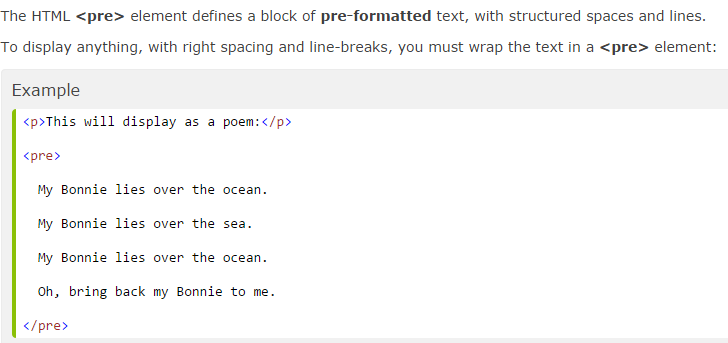 The HTML <pre> element defines a block of pre-formatted text, with structured spaces and lines.
To display anything, with right spacing and line-breaks, you must wrap the text in a <pre> element:
Example
<p>This will display as a poem:</p>
<pre>
My Bonnie lies over the ocean.
My Bonnie lies over the sea.
My Bonnie lies over the ocean.
Oh, bring back my Bonnie to me.
</pre>